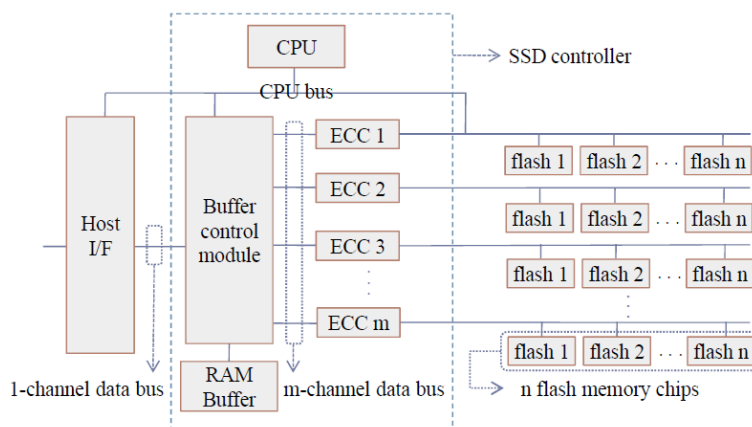 CPU
SSD controller
CPU bus
Host
I/F
Buffer
control
module
ECC 1
flash 1
flash 2
. . .
flash n
ECC 2
flash 1
flash 2
. . .
flash n
ECC 3
flash 1
flash 2
. . .
flash n
ECC m
flash 1
flash 2
. . .
flash n
RAM
Buffer
1-channel data bus
m-channel data bus
n flash memory chips